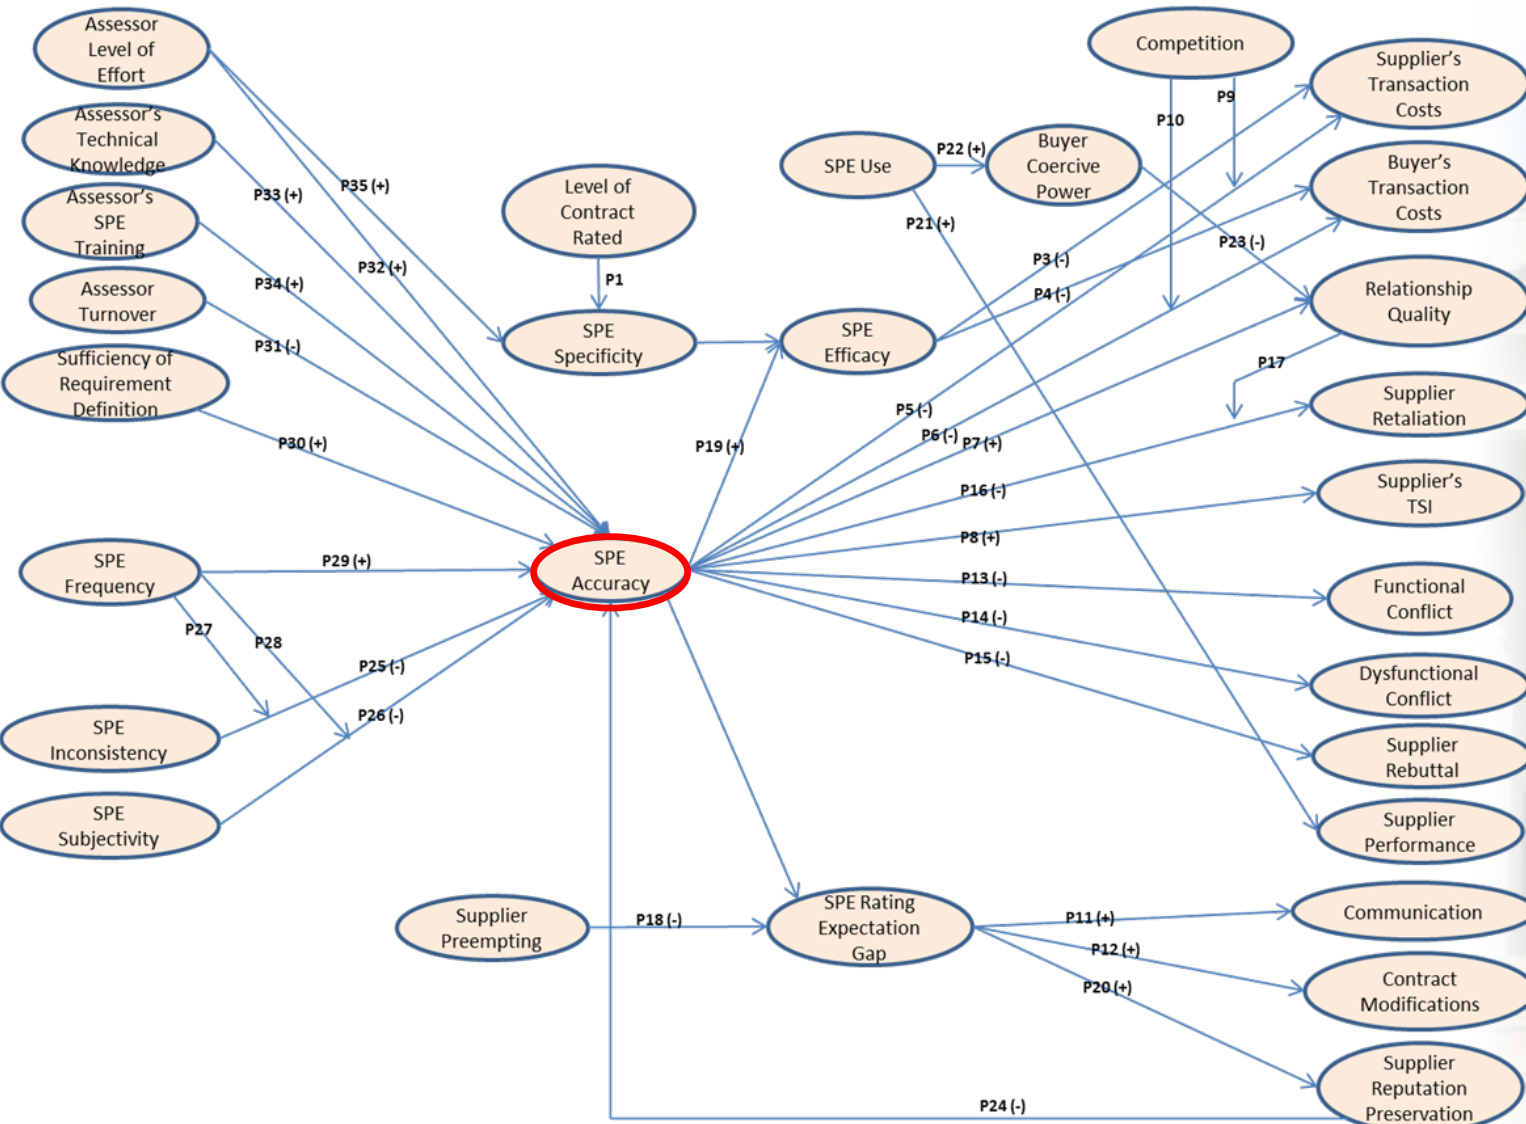 Assessor
Level of
Effort
Assessor's
Technical
Knowledge
Assessor's
SPE
Training
Assessor
Turnover
Sufficiency of
Requirement
Definition
SPE
Frequency
SPE
Inconsistency
SPE
Subjectivity
P35 (+)
P33 (+)
P32 (+)
P34 (+)
P31 (-)
P30 (+)
P29 (+)
P27
P28
P25 (-)
P26 (-)
Level of
Contract
Rated
P1
SPE
Specificity
SPE
Accuracy
Supplier
Preempting
P18 (-)
SPE Use
P22 (+)
Buyer
Coercive
Power
P21 (+)
SPE
Efficacy
P19 (+)
SPE Rating
Expectation
Gap
Competition
P9
P10
P23 (-)
P3 (-)
P4 (-)
P17
P5 (-)
P6 (-)
P7 (+)
P16 (-)
P8 (+)
P13 (-)
P14 (-)
P15 (-)
P11 (+)
P12 (+)
P20 (+)
P24 (-)
Supplier's
Transaction
Costs
Buyer's
Transaction
Costs
Relationship
Quality
Supplier
Retaliation
Supplier's
TSI
Functional
Conflict
Dysfunctional
Conflict
Supplier
Rebuttal
Supplier
Performance
Communication
Contract
Modifications
Supplier
Reputation
Preservation